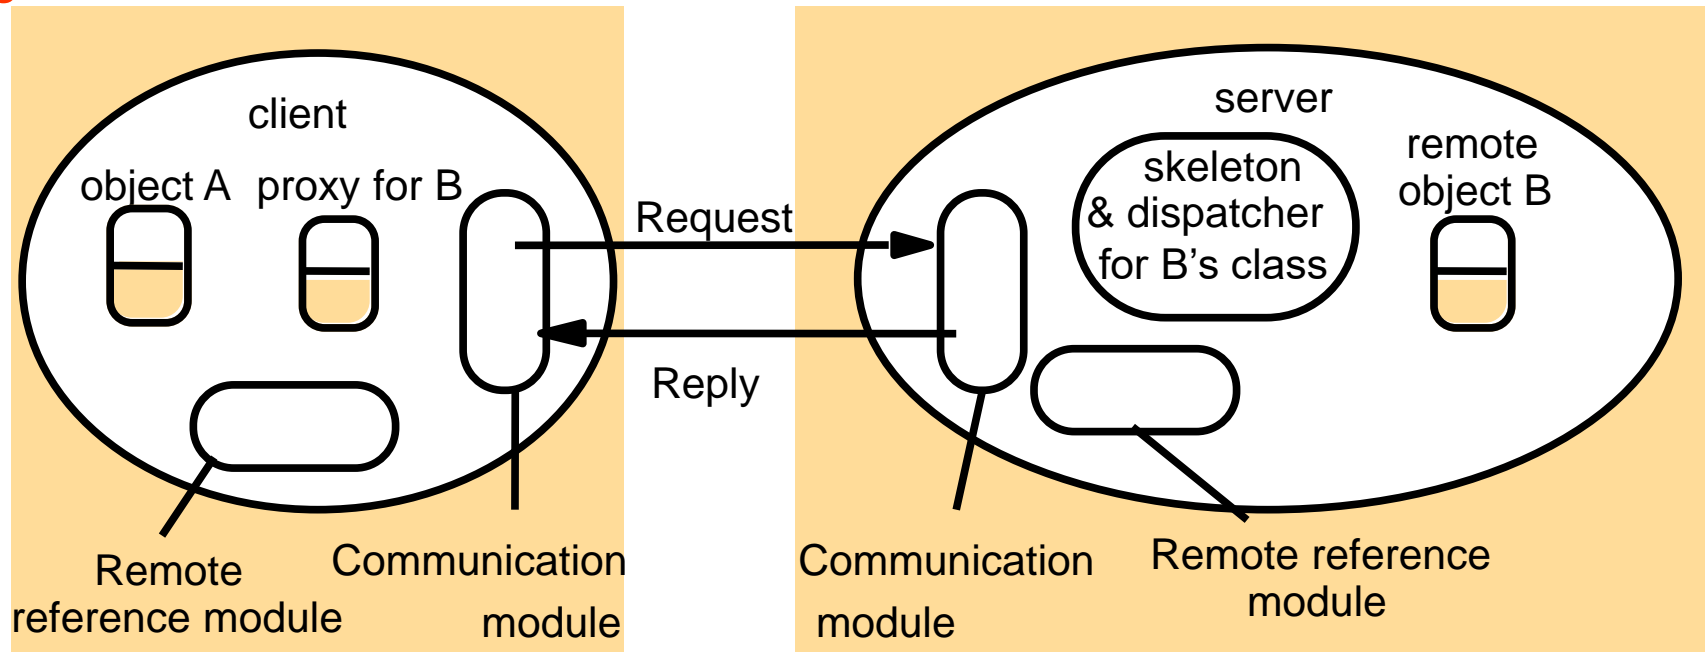 client
object A
proxy for B
Request
Reply
Remote
reference module
Communication
module
server
skeleton
& dispatcher
for B’s class
remote
object B
Communication
module
Remote reference
module